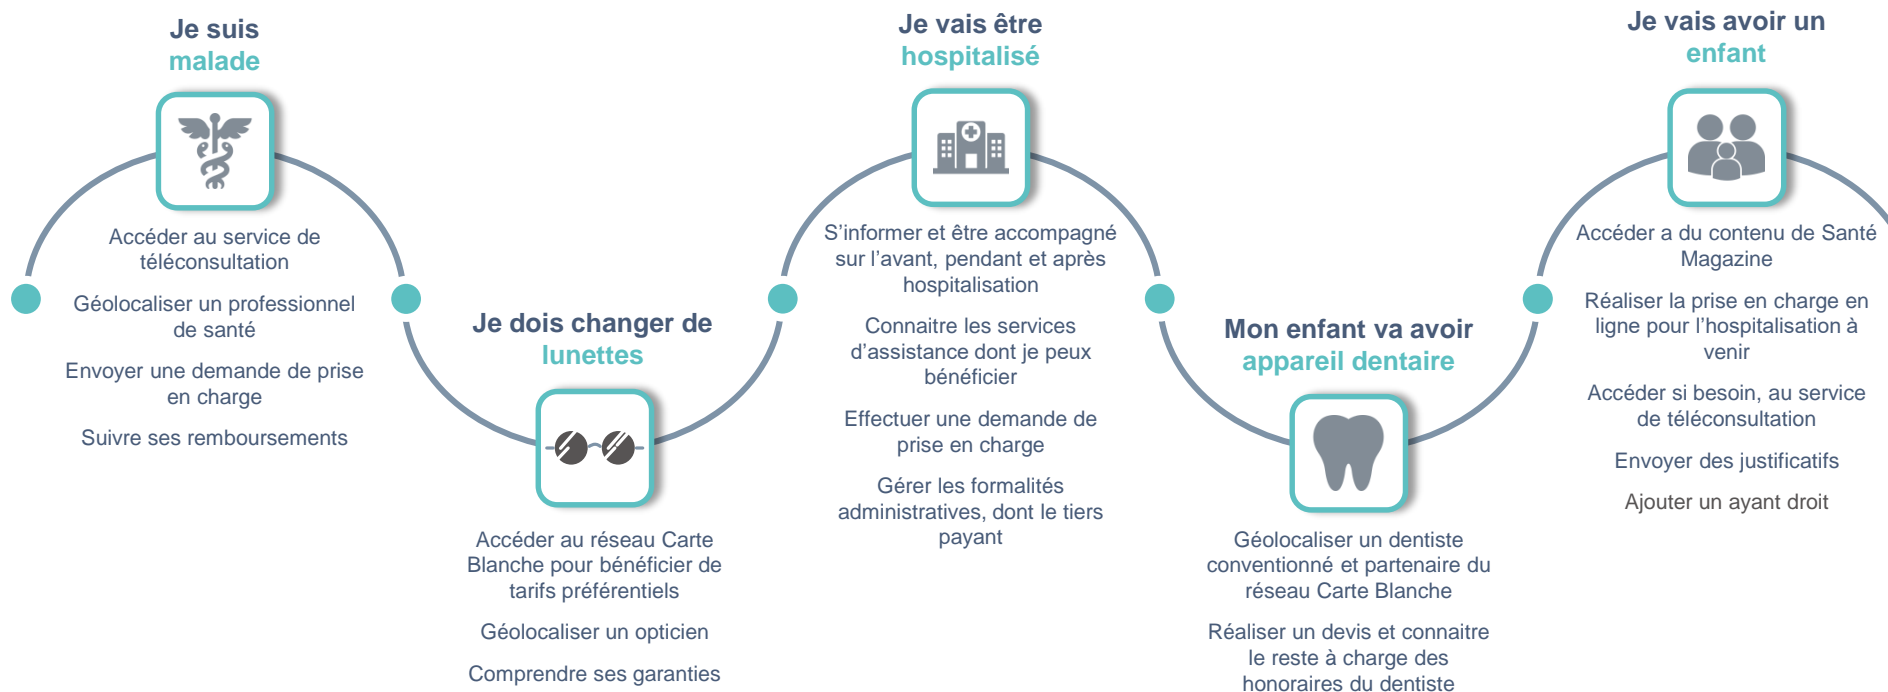 Je suis
malade
Accéder au service de
téléconsultation
Géolocaliser un professionnel
de santé
Envoyer une demande de prise
en charge
Suivre ses remboursements
Je dois changer de
lunettes
Accéder au réseau Carte
Blanche pour bénéficier de
tarifs préférentiels
Géolocaliser un opticien
Comprendre ses garanties
Je vais être
hospitalisé
S’informer et être accompagné
sur l’avant, pendant et après
hospitalisation
Connaitre les services
d’assistance dont je peux
bénéficier
Effectuer une demande de
prise en charge
Gérer les formalités
administratives, dont le tiers
payant
Mon enfant va avoir
appareil dentaire
Géolocaliser un dentiste
conventionné et partenaire du
réseau Carte Blanche
Réaliser un devis et connaitre
le reste à charge des
honoraires du dentiste
Je vais avoir un
enfant
Accéder a du contenu de Santé
Magazine
Réaliser la prise en charge en
ligne pour l’hospitalisation à
venir
Accéder si besoin, au service
de téléconsultation
Envoyer des justificatifs
Ajouter un ayant droit